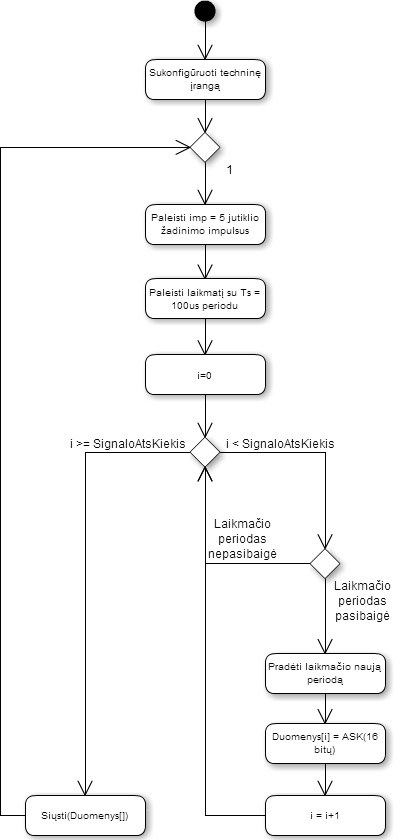 Sukonfigūruoti techninę
įrangą
1
Paleisti imp = 5 jutiklio
žadinimo impulsus
Paleisti laikmatį su Ts =
100us periodu
i=0
i >= SignaloAtsKiekis
i < SignaloAtsKiekis
Laikmačio
periodas
nepasibaigė
Laikmačio
periodas
pasibaigė
Pradėti laikmačio naują
periodą
Duomenys[i] = ASK(16
bitų)
Siųsti(Duomenys[])
i = i+1